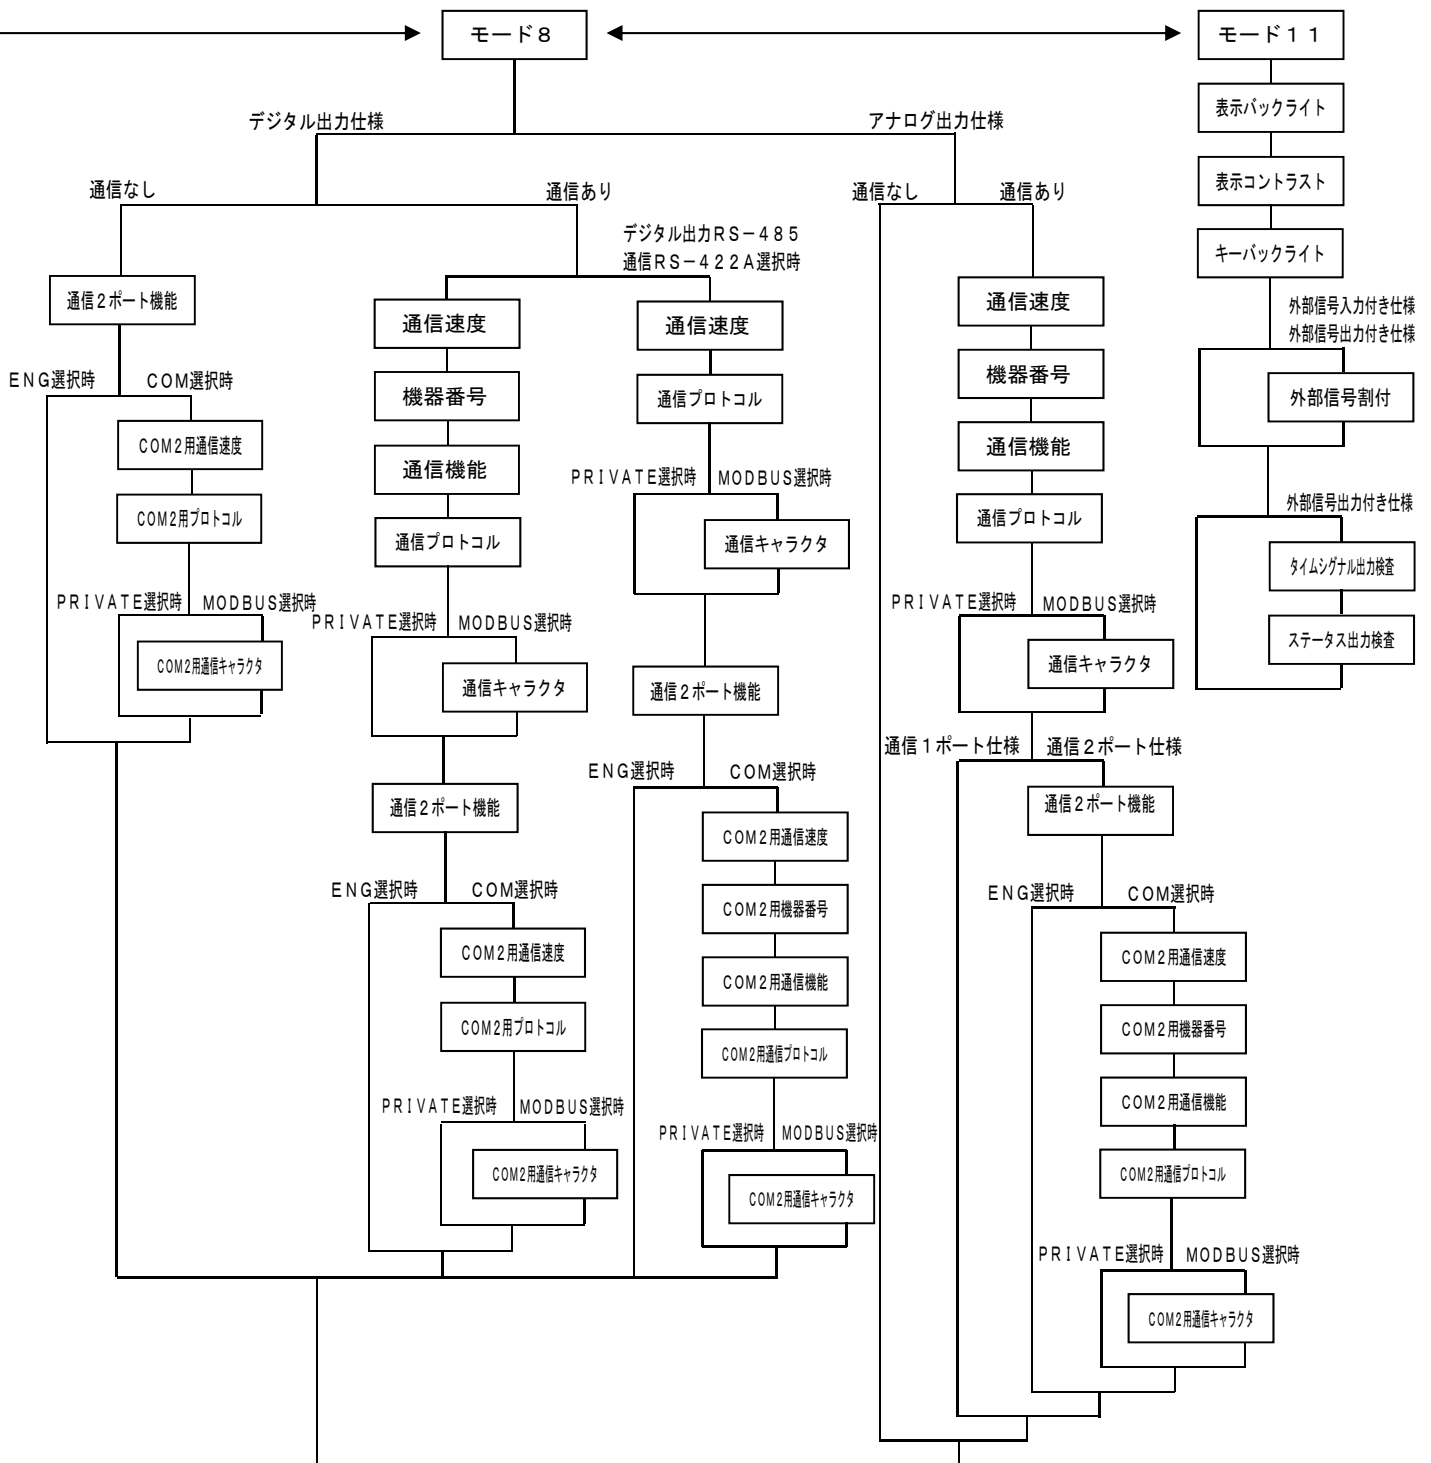 モード８
モード１１
デジタル出力仕様
アナログ出力仕様
表示バックライト
表示コントラスト
キーバックライト
外部信号入力付き仕様
外部信号出力付き仕様
外部信号割付
外部信号出力付き仕様
タイムシグナル出力検査
ステータス出力検査
通信なし
通信あり
通信２ポート機能
ENG選択時
COM選択時
COM2用通信速度
COM2用プロトコル
PRIVATE選択時
MODBUS選択時
COM2用通信キャラクタ
通信速度
機器番号
通信機能
通信プロトコル
PRIVATE選択時
MODBUS選択時
通信キャラクタ
通信２ポート機能
ENG選択時
COM選択時
COM2用通信速度
COM2用プロトコル
PRIVATE選択時
MODBUS選択時
COM2用通信キャラクタ
デジタル出力RS－４８５
通信RS－４２２A選択時
通信速度
通信プロトコル
PRIVATE選択時
MODBUS選択時
通信キャラクタ
通信２ポート機能
ENG選択時
COM選択時
COM２用通信速度
COM２用機器番号
COM２用通信機能
COM2用通信プロトコル
PRIVATE選択時
MODBUS選択時
COM2用通信キャラクタ
通信なし
通信あり
通信速度
機器番号
通信機能
通信プロトコル
PRIVATE選択時
MODBUS選択時
通信キャラクタ
通信１ポート仕様
通信２ポート仕様
通信２ポート機能
ENG選択時
COM選択時
COM２用通信速度
COM２用機器番号
COM２用通信機能
COM2用通信プロトコル
PRIVATE選択時
MODBUS選択時
COM2用通信キャラクタ